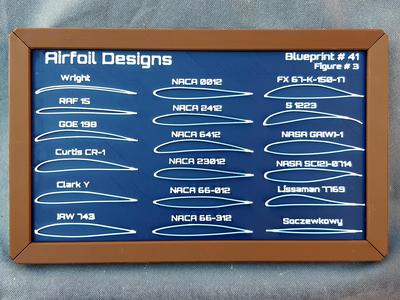 Airfoil Designs
Blueprint # 41
Figure # 3
Wright
RAF 15
GOE 198
Curtis CR-1
Clark Y
IAW 743
NACA 0012
NACA 2412
NACA 6412
NACA 23012
NACA 66-012
NACA 66-312
FX 67-K-150-17
S 1223
NASA GA(W)-1
NASA SC(2)-0714
Lissaman 7769
Soczewkowy